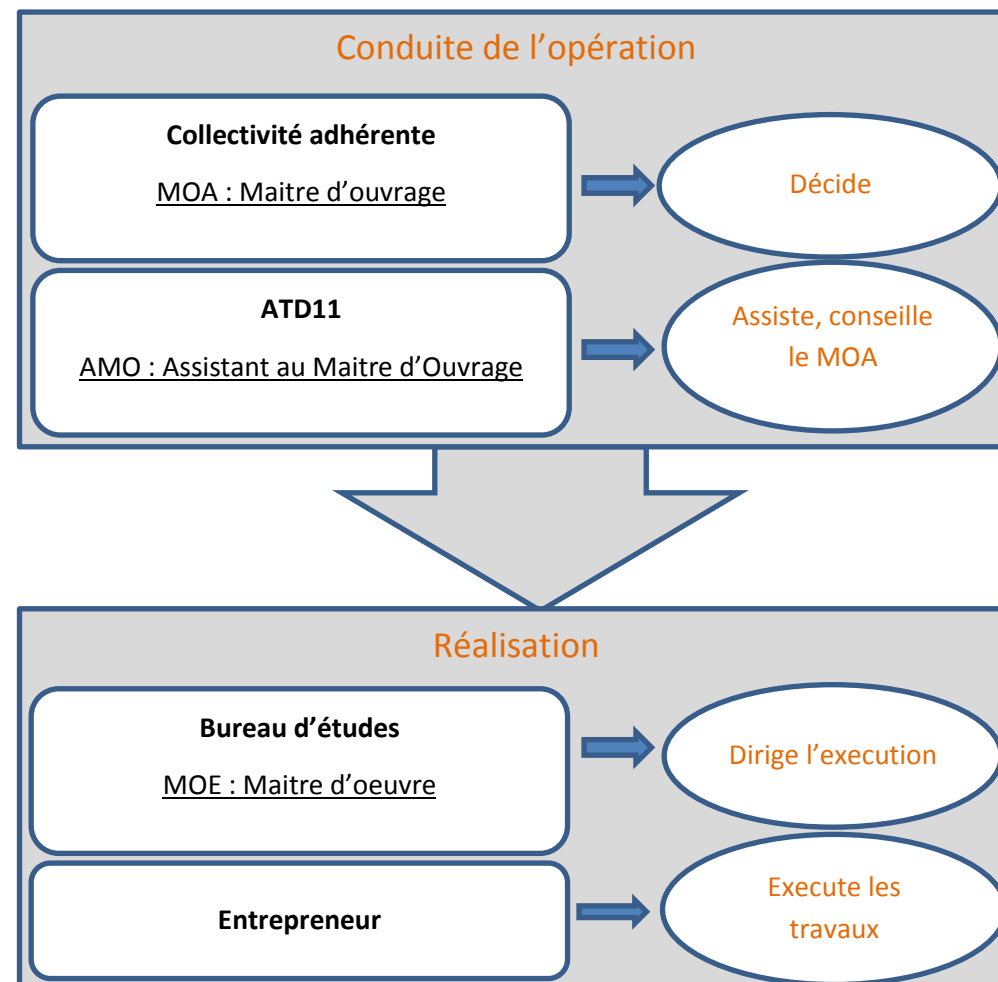 Conduite de l’opération
Collectivité adhérente
MOA : Maitre d’ouvrage
Décide
ATD11
AMO : Assistant au Maitre d’Ouvrage
Assiste, conseille
le MOA
Réalisation
Bureau d’études
MOE : Maitre d’oeuvre
Dirige l’execution
Entrepreneur
Execute les
travaux